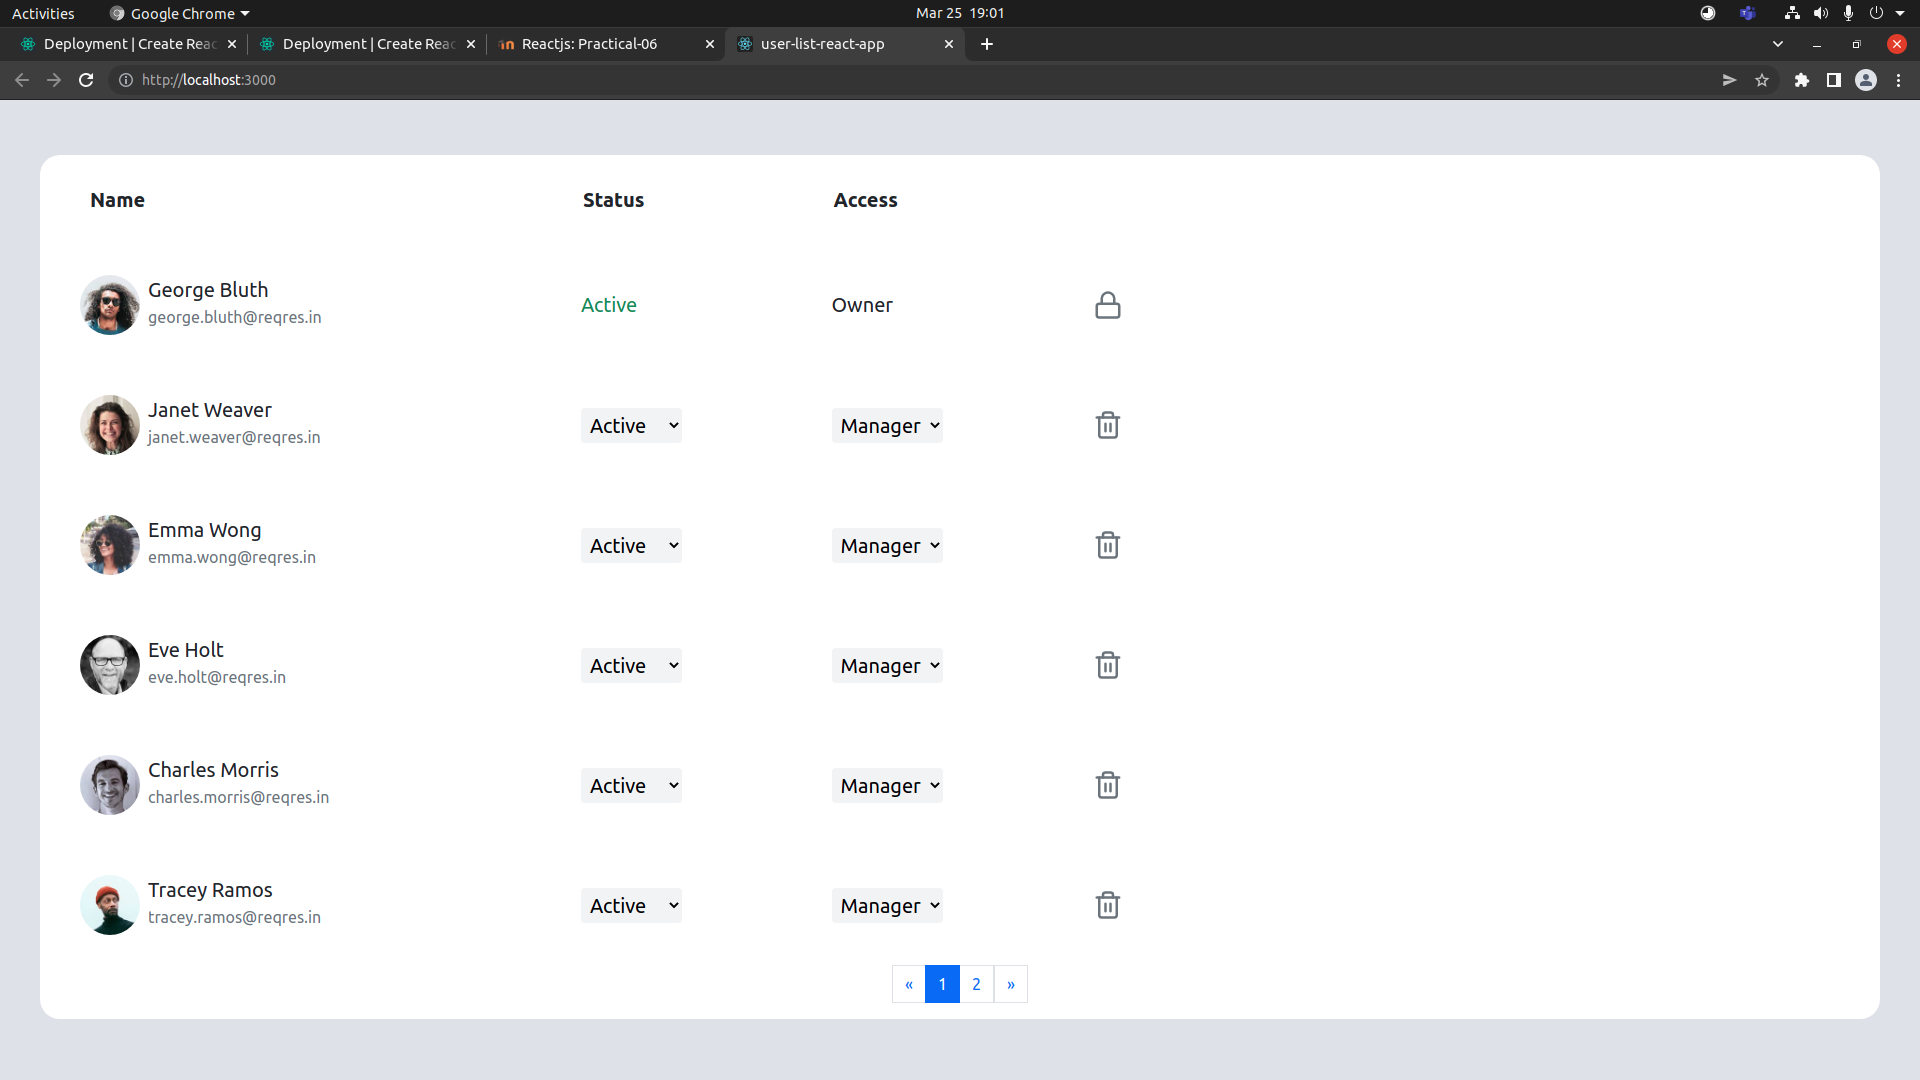 Activities Google Chrome Mar 25 19:01
Deployment | Create Reac Deployment | Create Reac Reactjs: Practical-06 user-list-react-app
http://localhost:3000
Name Status Access
George Bluth
george.bluth@reqres.in
Active Owner
Janet Weaver
janet.weaver@reqres.in
Active Manager
Emma Wong
emma.wong@reqres.in
Active Manager
Eve Holt
eve.holt@reqres.in
Active Manager
Charles Morris
charles.morris@reqres.in
Active Manager
Tracey Ramos
tracey.ramos@reqres.in
Active Manager
« 1 2 »